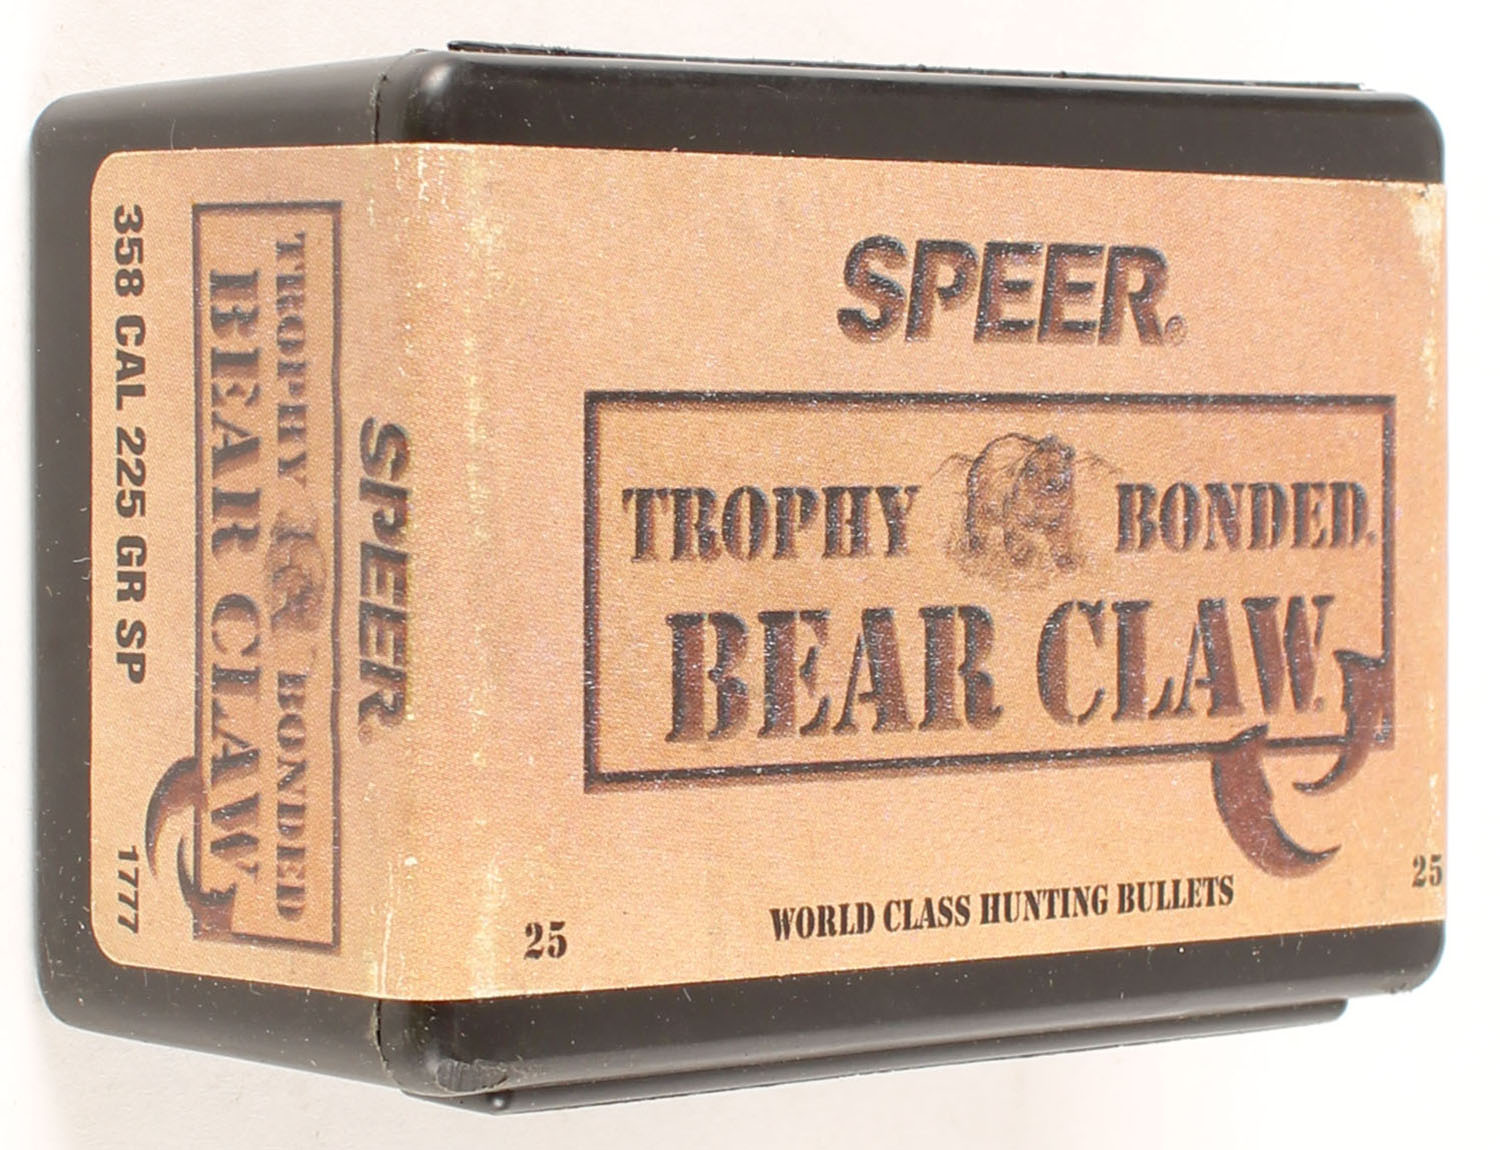 SPEER®
TROPHY BONDED®
BEAR CLAW
WORLD CLASS HUNTING BULLETS
25
25
SPEER®
TROPHY BONDED
BEAR CLAW
358 CAL 225 GR SP
1777